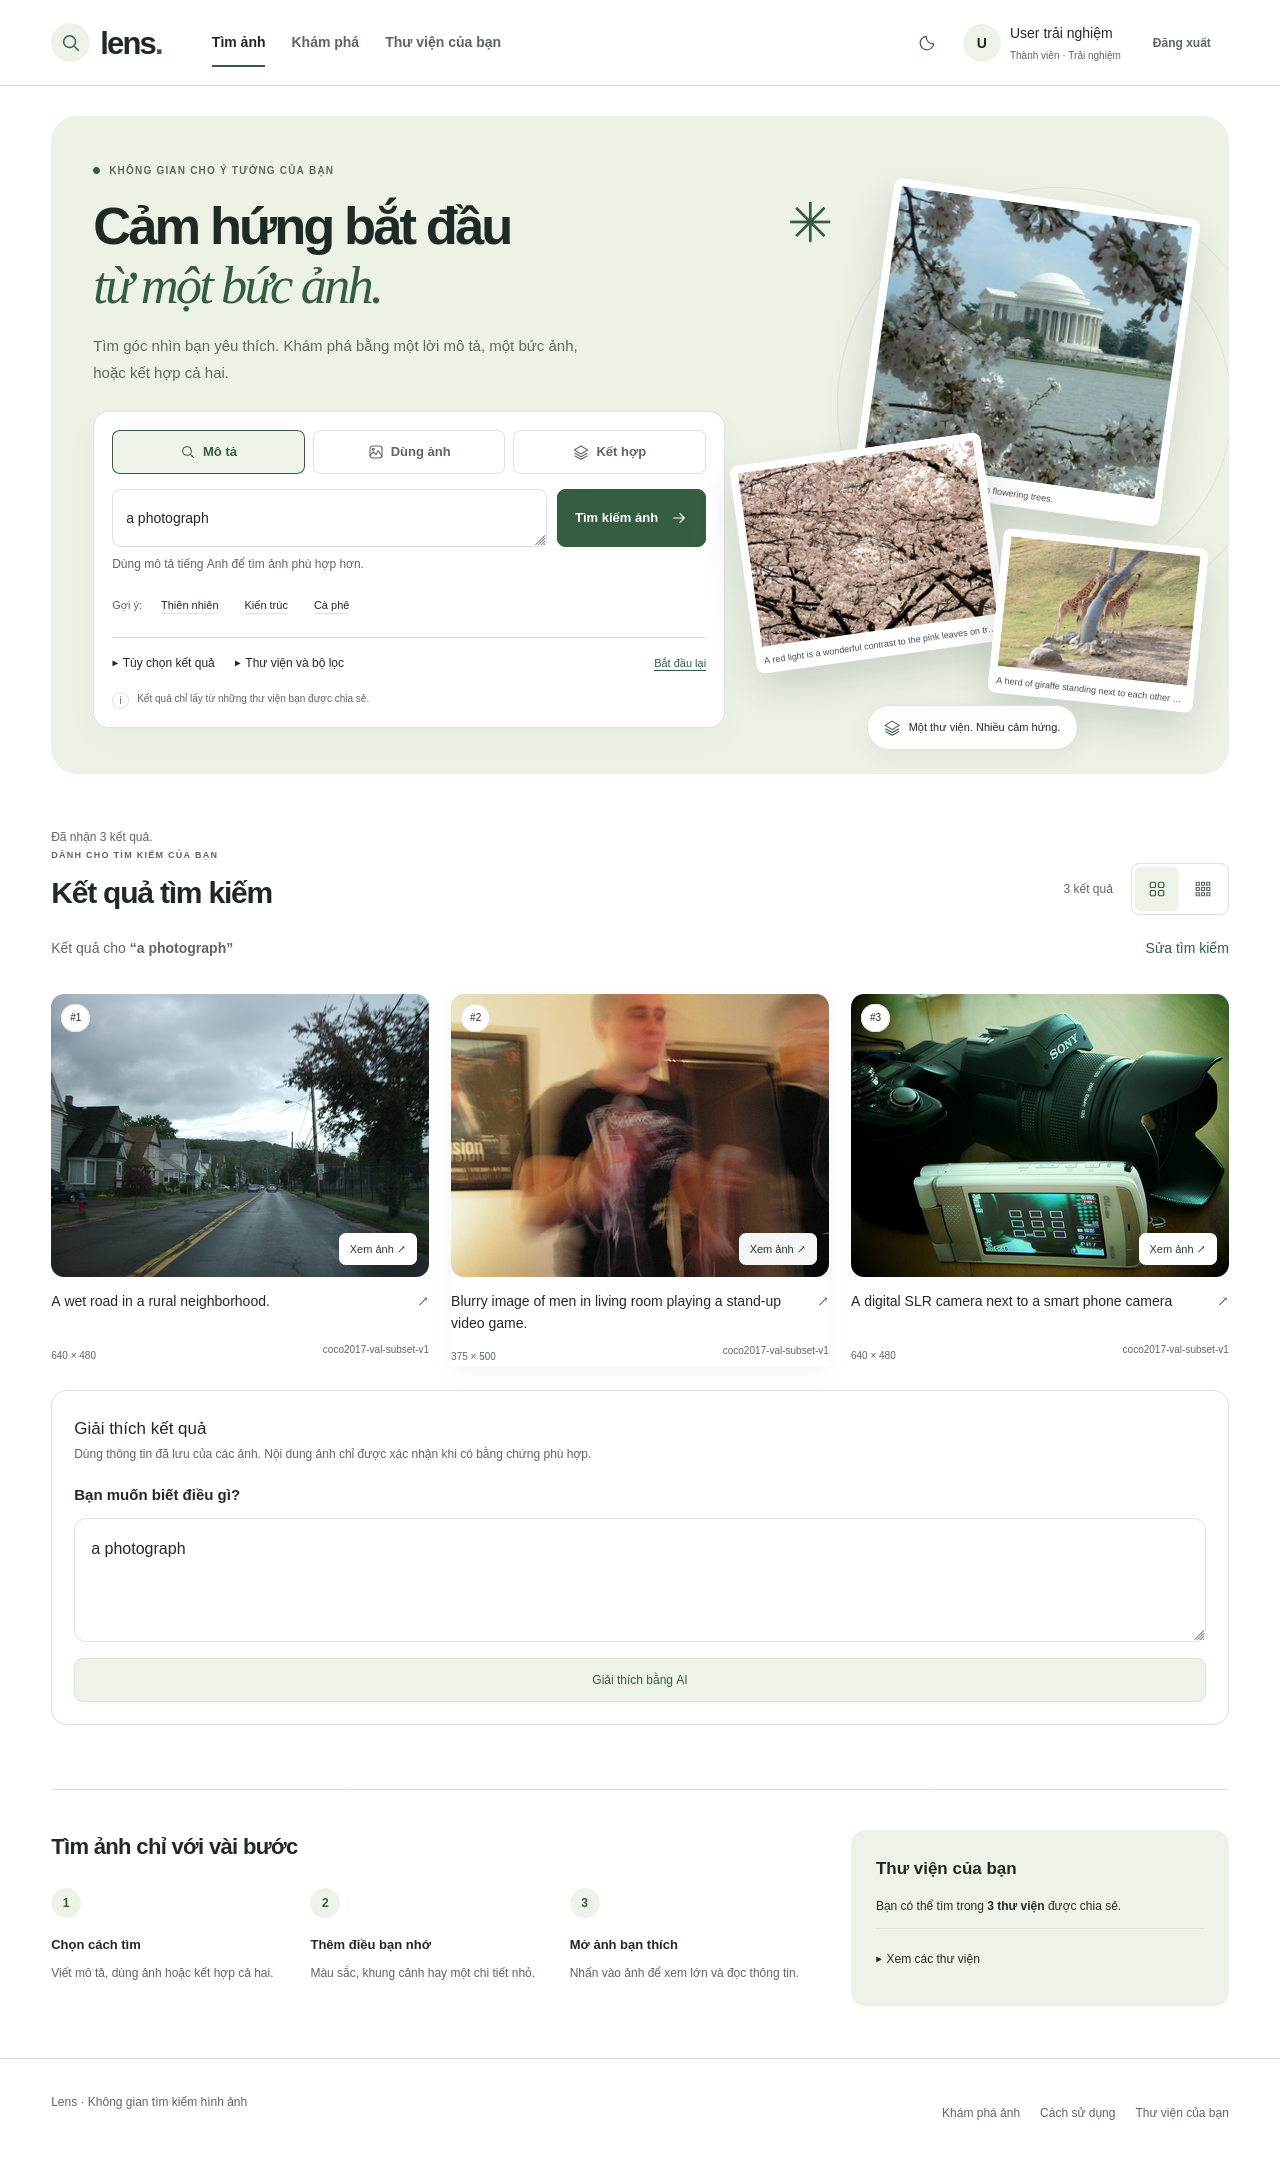 lens.
Tìm ảnh
Khám phá
Thư viện của bạn
U
User trải nghiệm
Thành viên · Trải nghiệm
Đăng xuất
KHÔNG GIAN CHO Ý TƯỞNG CỦA BẠN
Cảm hứng bắt đầu
từ một bức ảnh.
Tìm góc nhìn bạn yêu thích. Khám phá bằng một lời mô tả, một bức ảnh,
hoặc kết hợp cả hai.
Mô tả
Dùng ảnh
Kết hợp
a photograph
Tìm kiếm ảnh
Dùng mô tả tiếng Anh để tìm ảnh phù hợp hơn.
Gợi ý:
Thiên nhiên
Kiến trúc
Cà phê
Tùy chọn kết quả
Thư viện và bộ lọc
Bắt đầu lại
i
Kết quả chỉ lấy từ những thư viện bạn được chia sẻ.
flowering trees.
A red light is a wonderful contrast to the pink leaves on tr...
A herd of giraffe standing next to each other ...
Một thư viện. Nhiều cảm hứng.
Đã nhận 3 kết quả.
DÀNH CHO TÌM KIẾM CỦA BẠN
Kết quả tìm kiếm
3 kết quả
Kết quả cho “a photograph”
Sửa tìm kiếm
#1
Xem ảnh ↗
A wet road in a rural neighborhood. ↗
640 × 480
coco2017-val-subset-v1
#2
Xem ảnh ↗
Blurry image of men in living room playing a stand-up ↗
video game.
375 × 500
coco2017-val-subset-v1
#3
SONY
Xem ảnh ↗
A digital SLR camera next to a smart phone camera ↗
640 × 480
coco2017-val-subset-v1
Giải thích kết quả
Dùng thông tin đã lưu của các ảnh. Nội dung ảnh chỉ được xác nhận khi có bằng chứng phù hợp.
Bạn muốn biết điều gì?
a photograph
Giải thích bằng AI
Tìm ảnh chỉ với vài bước
1
Chọn cách tìm
Viết mô tả, dùng ảnh hoặc kết hợp cả hai.
2
Thêm điều bạn nhớ
Màu sắc, khung cảnh hay một chi tiết nhỏ.
3
Mở ảnh bạn thích
Nhấn vào ảnh để xem lớn và đọc thông tin.
Thư viện của bạn
Bạn có thể tìm trong 3 thư viện được chia sẻ.
Xem các thư viện
Lens · Không gian tìm kiếm hình ảnh
Khám phá ảnh
Cách sử dụng
Thư viện của bạn